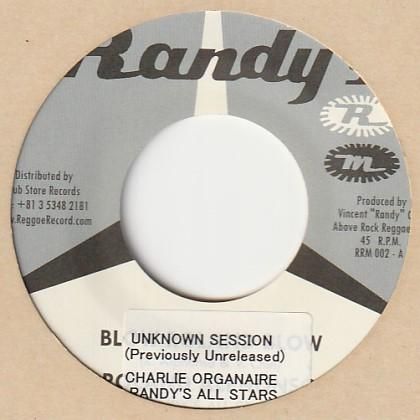 Randy's
R
M
Distributed by
ub Store Records
+81 3 5348 2181
.ReggaeRecord.com
Produced by
Vincent "Randy" C
Above Rock Reggae
45 R.P.M.
RRM 002 - A
UNKNOWN SESSION
(Previously Unreleased)
CHARLIE ORGANAIRE
RANDY'S ALL STARS